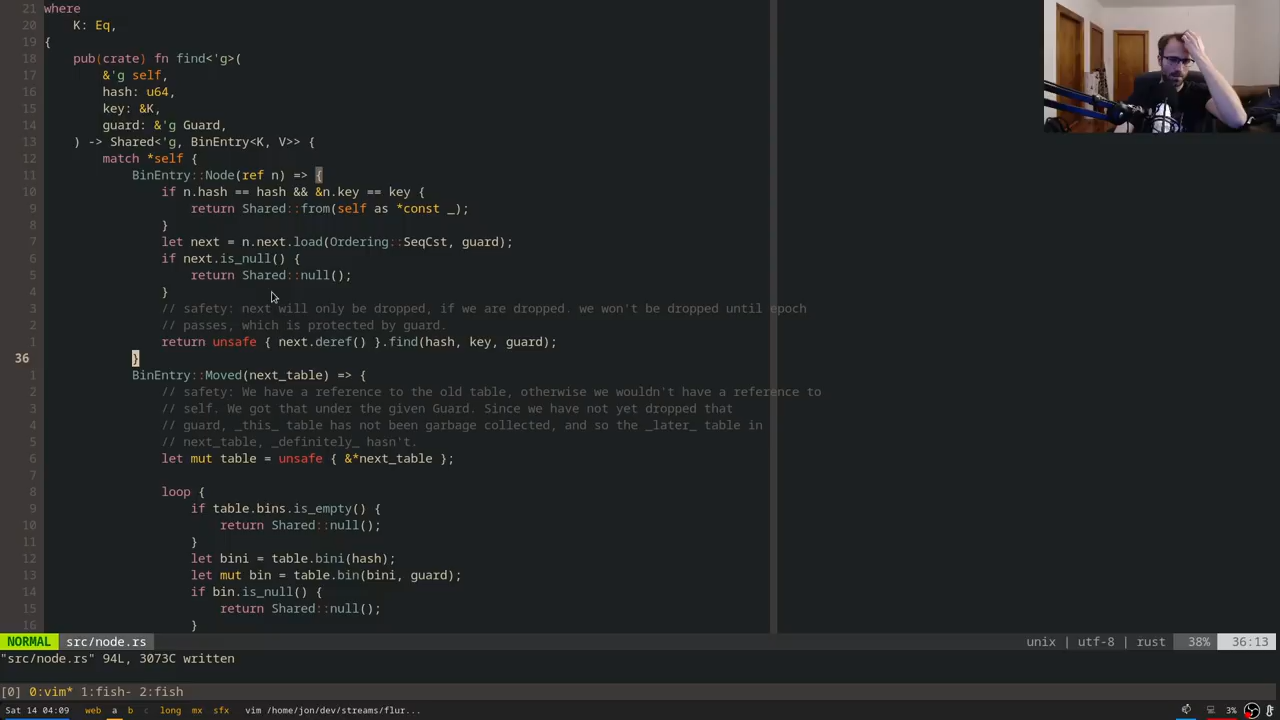 21 where
20 K: Eq,
19 {
18 pub(crate) fn find<'g>(
17 &'g self,
16 hash: u64,
15 key: &K,
14 guard: &'g Guard,
13 ) -> Shared<'g, BinEntry<K, V>> {
12 match *self {
11 BinEntry::Node(ref n) => {
10 if n.hash == hash && &n.key == key {
9 return Shared::from(self as *const _);
8 }
7 let next = n.next.load(Ordering::SeqCst, guard);
6 if next.is_null() {
5 return Shared::null();
4 }
3 // safety: next will only be dropped, if we are dropped. we won't be dropped until epoch
2 // passes, which is protected by guard.
1 return unsafe { next.deref() }.find(hash, key, guard);
36 }
1 BinEntry::Moved(next_table) => {
2 // safety: We have a reference to the old table, otherwise we wouldn't have a reference to
3 // self. We got that under the given Guard. Since we have not yet dropped that
4 // guard, _this_ table has not been garbage collected, and so the _later_ table in
5 // next_table, _definitely_ hasn't.
6 let mut table = unsafe { &*next_table };
7
8 loop {
9 if table.bins.is_empty() {
10 return Shared::null();
11 }
12 let bini = table.bini(hash);
13 let mut bin = table.bin(bini, guard);
14 if bin.is_null() {
15 return Shared::null();
16 }
NORMAL src/node.rs unix | utf-8 | rust 38% 36:13
"src/node.rs" 94L, 3073C written
[0] 0:vim* 1:fish- 2:fish
Sat 14 04:09 web a b c long mx sfx vim /home/jon/dev/streams/flur... 3%